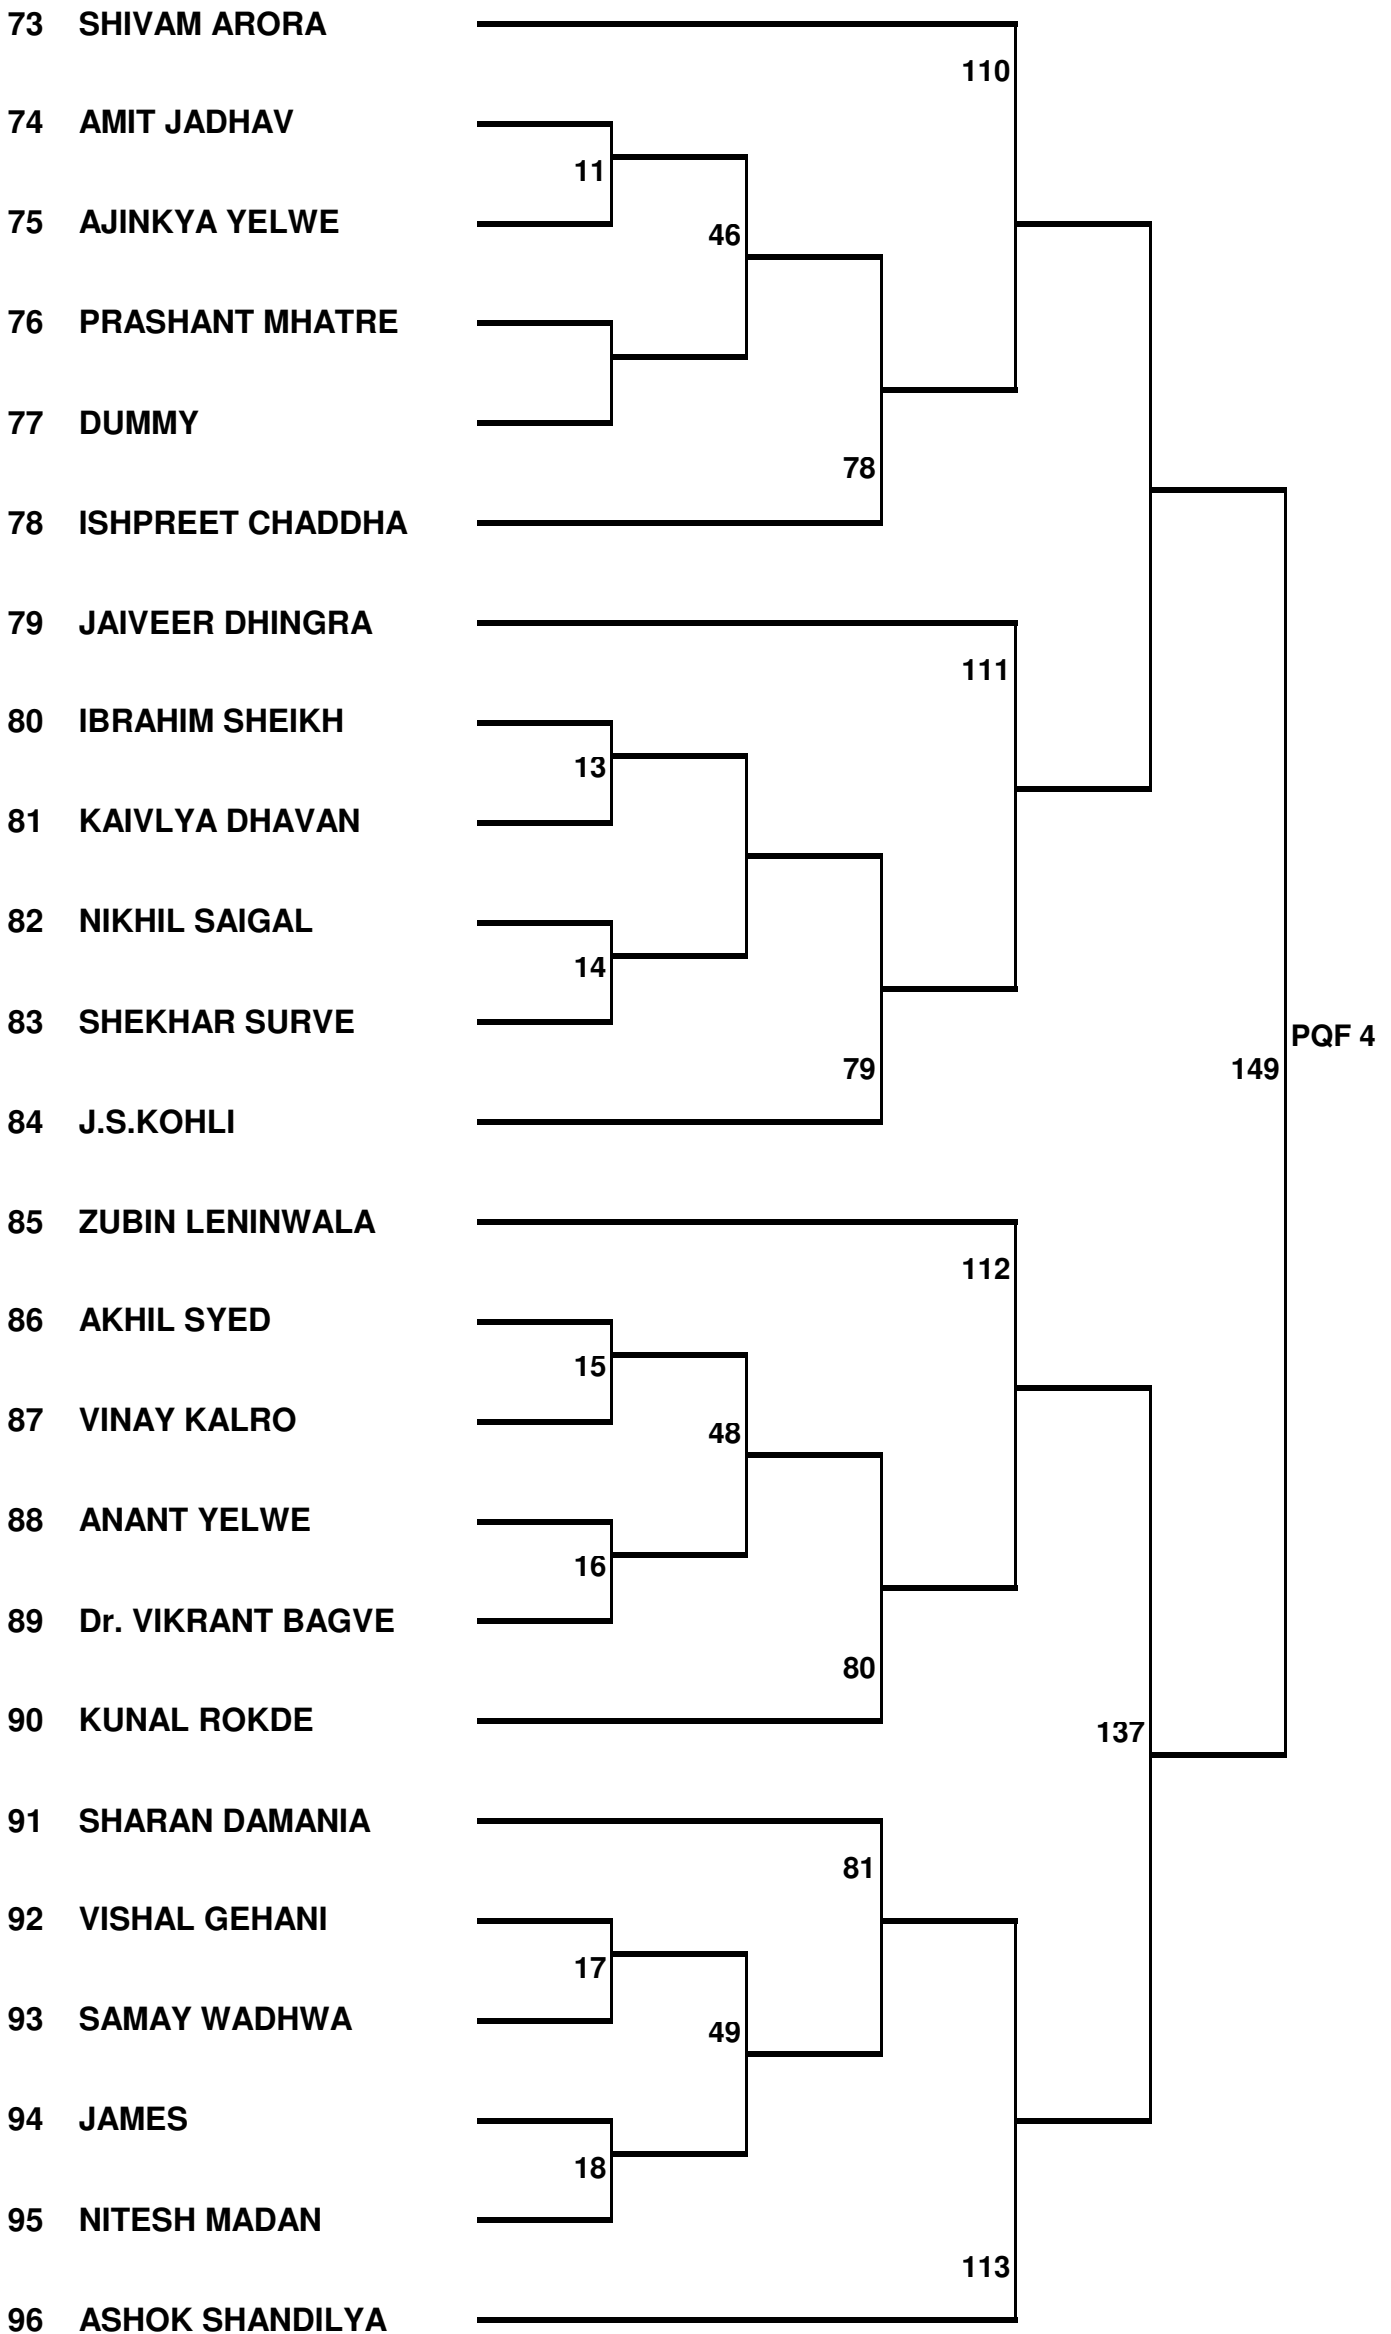 73 SHIVAM ARORA
110
74 AMIT JADHAV
11
75 AJINKYA YELWE
46
76 PRASHANT MHATRE
77 DUMMY
78
78 ISHPREET CHADDHA
79 JAIVEER DHINGRA
111
80 IBRAHIM SHEIKH
13
81 KAIVLYA DHAVAN
82 NIKHIL SAIGAL
14
83 SHEKHAR SURVE
PQF 4
79 149
84 J.S.KOHLI
85 ZUBIN LENINWALA
112
86 AKHIL SYED
15
87 VINAY KALRO
48
88 ANANT YELWE
16
89 Dr. VIKRANT BAGVE
80
90 KUNAL ROKDE
137
91 SHARAN DAMANIA
81
92 VISHAL GEHANI
17
93 SAMAY WADHWA
49
94 JAMES
18
95 NITESH MADAN
113
96 ASHOK SHANDILYA